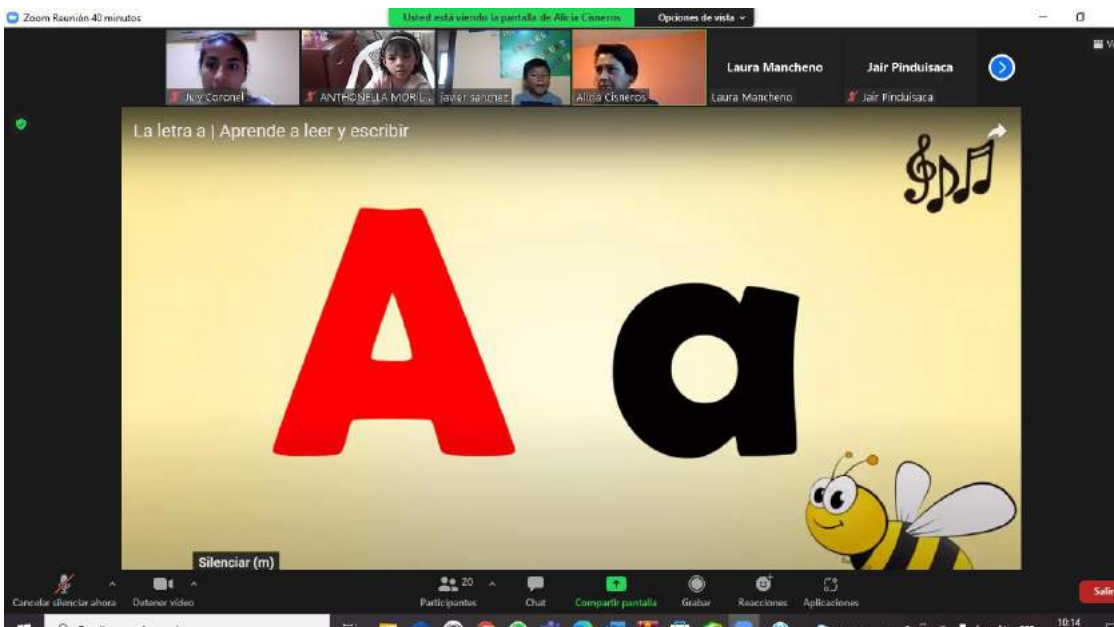 Zoom Reunión 40 minutos
Usted está viendo la pantalla de Alicia Cisneros
Opciones de vista
Laura Mancheno
Jair Pinduisaca
July Coronel
ANTHONELLA MORIL
javier sanchez
Alicia Cisneros
Laura Mancheno
Jair Pinduisaca
La letra a | Aprende a leer y escribir
A a
Silenciar (m)
20
Cancelar silenciar ahora
Detener video
Participantes
Chat
Compartir pantalla
Grabar
Reacciones
Aplicaciones
Salir
10:14